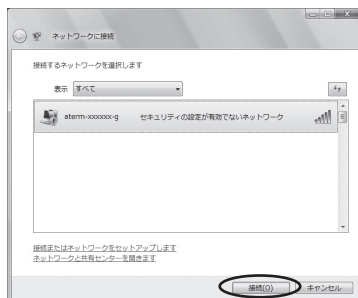 ネットワークに接続
接続するネットワークを選択します
表示 すべて
aterm-xxxxxx-g セキュリティの設定が有効でないネットワーク
接続またはネットワークをセットアップします
ネットワークと共有センターを開きます
接続(O) キャンセル